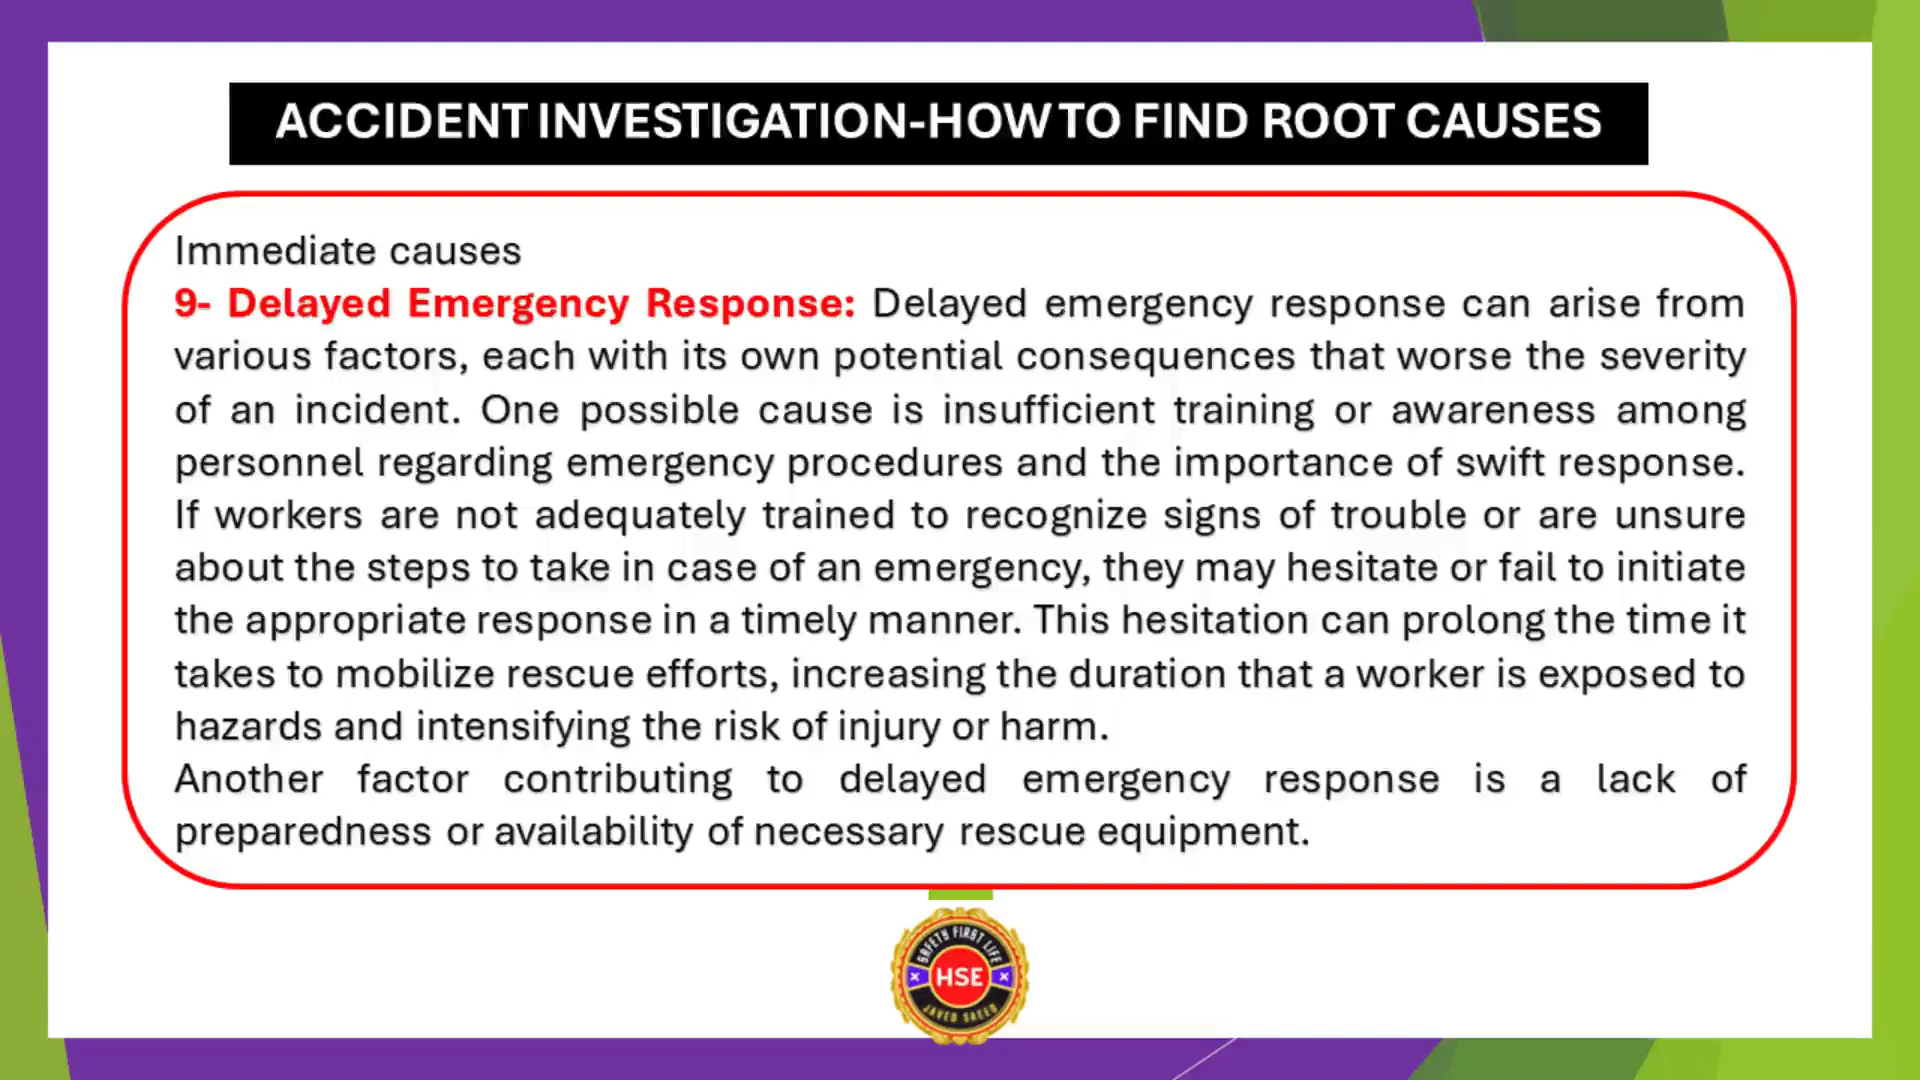 ACCIDENT INVESTIGATION-HOW TO FIND ROOT CAUSES
Immediate causes
9- Delayed Emergency Response: Delayed emergency response can arise from
various factors, each with its own potential consequences that worse the severity
of an incident. One possible cause is insufficient training or awareness among
personnel regarding emergency procedures and the importance of swift response.
If workers are not adequately trained to recognize signs of trouble or are unsure
about the steps to take in case of an emergency, they may hesitate or fail to initiate
the appropriate response in a timely manner. This hesitation can prolong the time it
takes to mobilize rescue efforts, increasing the duration that a worker is exposed to
hazards and intensifying the risk of injury or harm.
Another factor contributing to delayed emergency response is a lack of
preparedness or availability of necessary rescue equipment.
SAFETY FIRST LIFE
HSE
JAVED SAEED